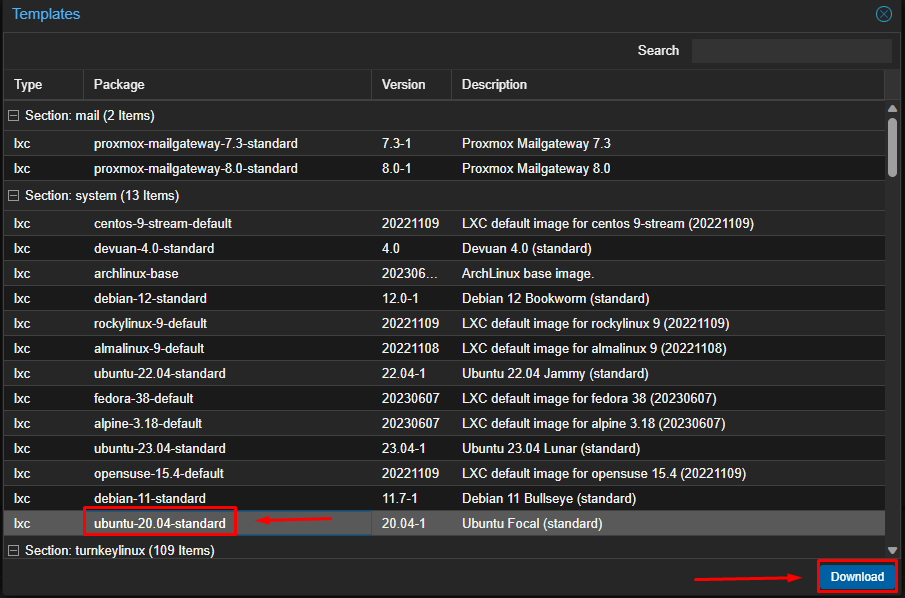 Templates
Search
Type Package Version Description
Section: mail (2 Items)
lxc proxmox-mailgateway-7.3-standard 7.3-1 Proxmox Mailgateway 7.3
lxc proxmox-mailgateway-8.0-standard 8.0-1 Proxmox Mailgateway 8.0
Section: system (13 Items)
lxc centos-9-stream-default 20221109 LXC default image for centos 9-stream (20221109)
lxc devuan-4.0-standard 4.0 Devuan 4.0 (standard)
lxc archlinux-base 202306... ArchLinux base image.
lxc debian-12-standard 12.0-1 Debian 12 Bookworm (standard)
lxc rockylinux-9-default 20221109 LXC default image for rockylinux 9 (20221109)
lxc almalinux-9-default 20221108 LXC default image for almalinux 9 (20221108)
lxc ubuntu-22.04-standard 22.04-1 Ubuntu 22.04 Jammy (standard)
lxc fedora-38-default 20230607 LXC default image for fedora 38 (20230607)
lxc alpine-3.18-default 20230607 LXC default image for alpine 3.18 (20230607)
lxc ubuntu-23.04-standard 23.04-1 Ubuntu 23.04 Lunar (standard)
lxc opensuse-15.4-default 20221109 LXC default image for opensuse 15.4 (20221109)
lxc debian-11-standard 11.7-1 Debian 11 Bullseye (standard)
lxc ubuntu-20.04-standard 20.04-1 Ubuntu Focal (standard)
Section: turnkeylinux (109 Items)
Download